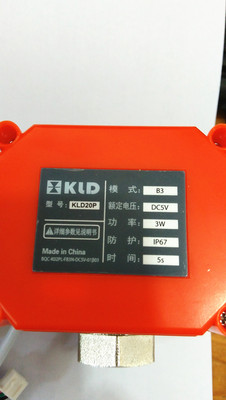 KLD
型 号: KLD20P
详细参数见说明书
Made in China
模 式: B3
额定电压: DC5V
功 率: 3W
防 护: IP67
时 间: 5s